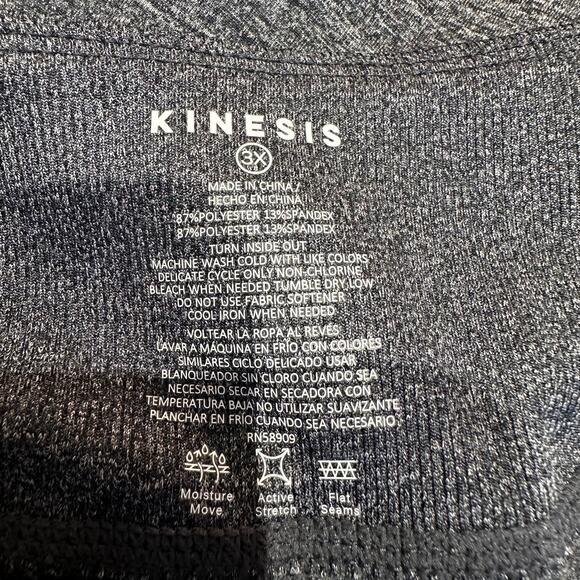 KINESIS
3X
MADE IN CHINA /
HECHO EN CHINA
87%POLYESTER 13%SPANDEX
87%POLYESTER 13%SPANDEX
TURN INSIDE OUT
MACHINE WASH COLD WITH LIKE COLORS
DELICATE CYCLE ONLY NON-CHLORINE
BLEACH WHEN NEEDED TUMBLE DRY LOW
DO NOT USE FABRIC SOFTENER
COOL IRON WHEN NEEDED
VOLTEAR LA ROPA AL REVÉS
LAVAR A MÁQUINA EN FRÍO CON COLORES
SIMILARES CICLO DELICADO USAR
BLANQUEADOR SIN CLORO CUANDO SEA
NECESARIO SECAR EN SECADORA CON
TEMPERATURA BAJA NO UTILIZAR SUAVIZANTE
PLANCHAR EN FRÍO CUANDO SEA NECESARIO
RN58909
Moisture Move
Active Stretch
Flat Seams